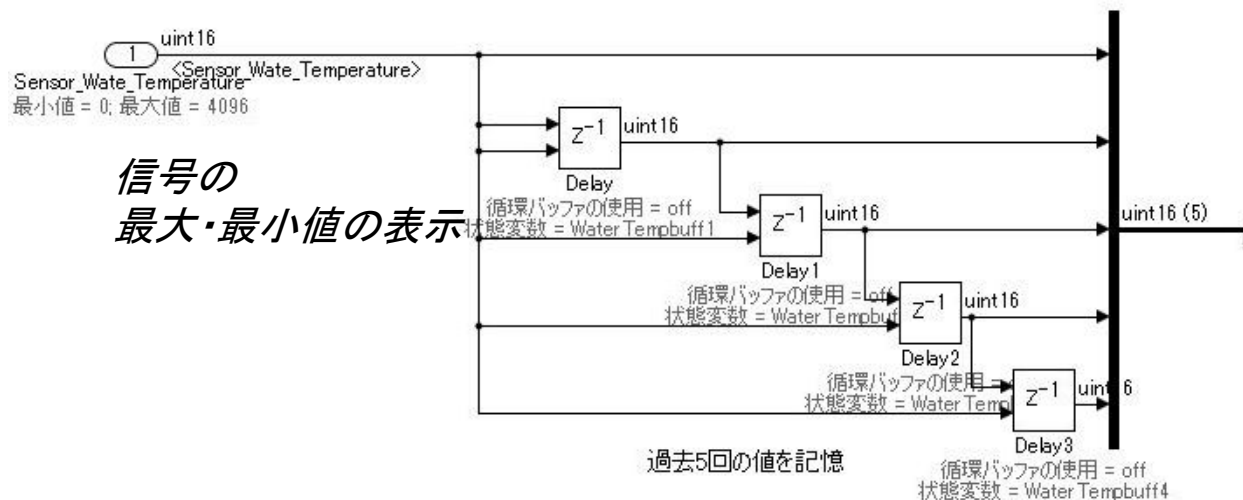 uint16
1
<Sensor_Wate_Temperature>
Sensor_Wate_Temperature
最小値 = 0; 最大値 = 4096
信号の
最大・最小値の表示
z-1
uint16
Delay
循環バッファの使用 = off
状態変数 = WaterTempbuff1
z-1
uint16
Delay1
循環バッファの使用 = off
状態変数 = Water
z-1
uint16
Delay2
循環バッファの使用 =
状態変数 = Water
z-1
Delay3
循環バッファの使用 = off
状態変数 = WaterTempbuff4
uint16 (5)
過去5回の値を記憶